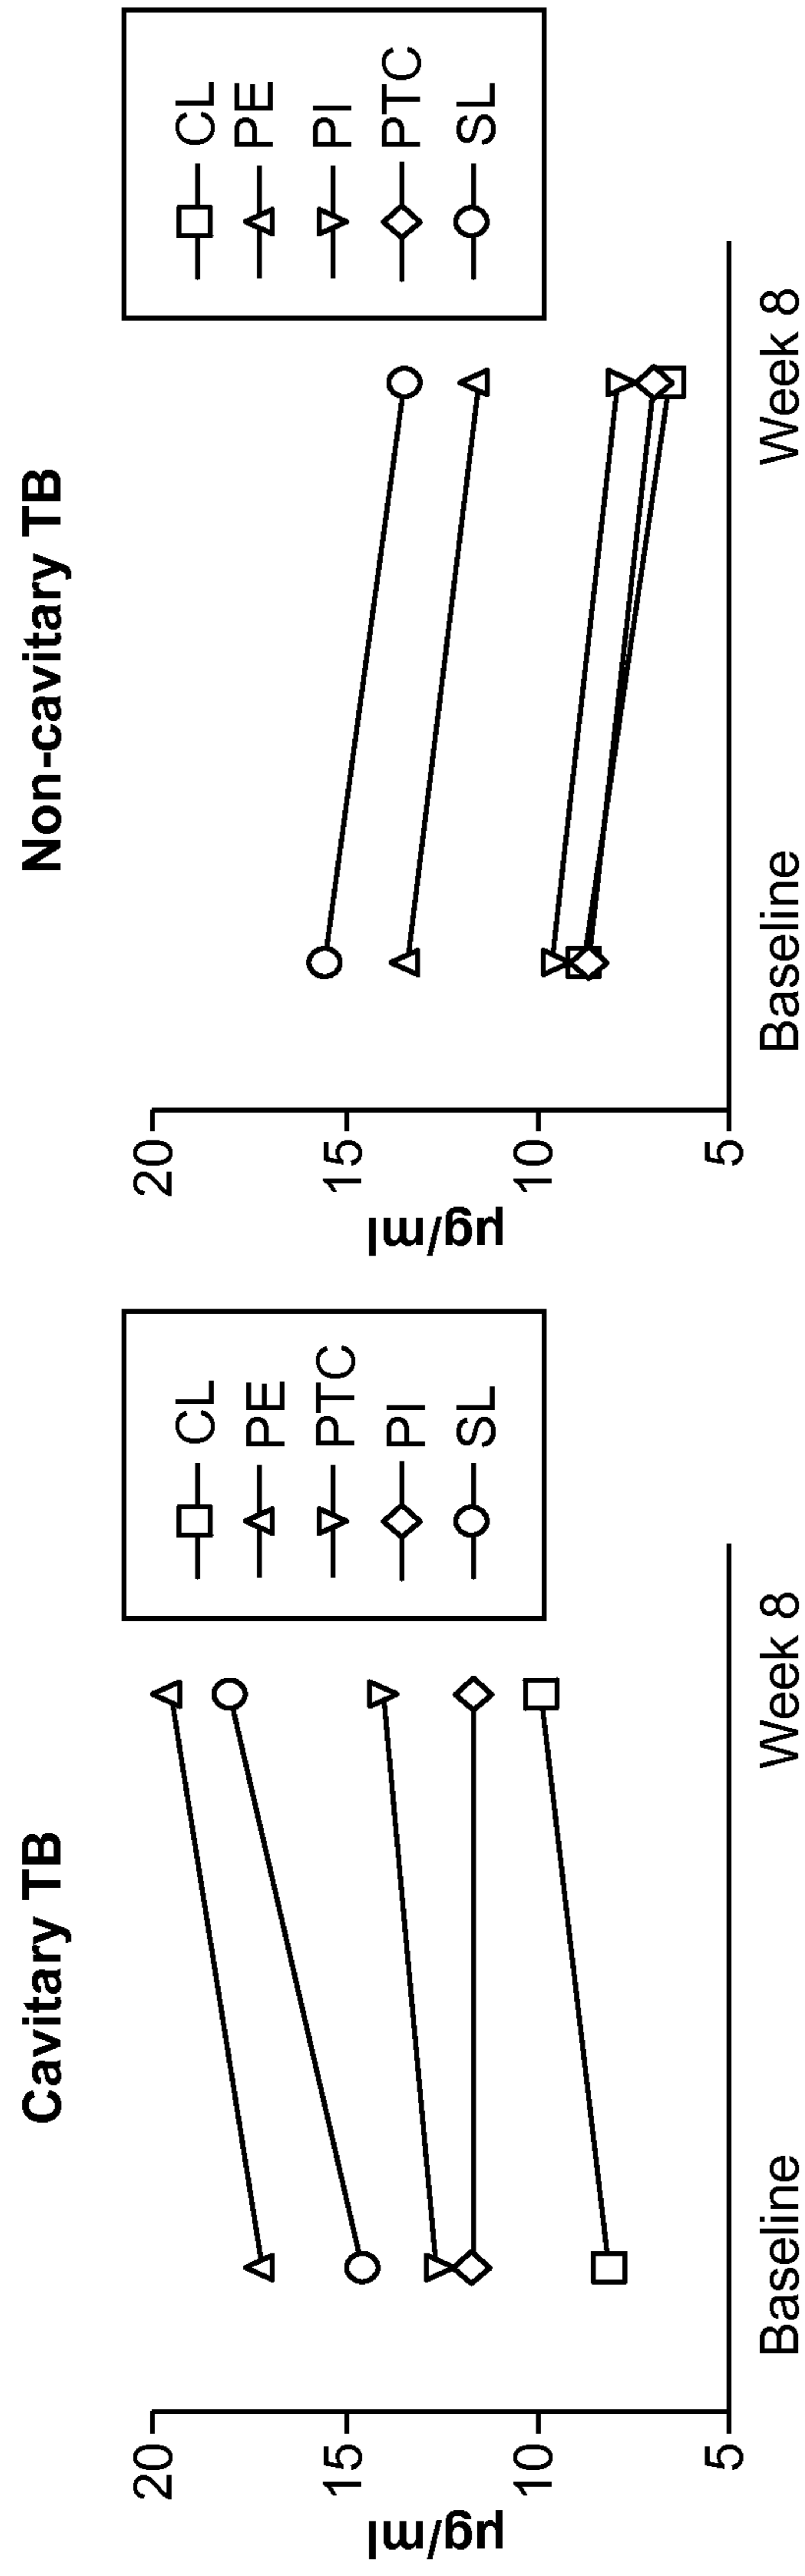 Cavitary TB
µg/ml
20
15
10
5
Baseline
Week 8
CL
PE
PTC
PI
SL
Non-cavitary TB
µg/ml
20
15
10
5
Baseline
Week 8
CL
PE
PI
PTC
SL